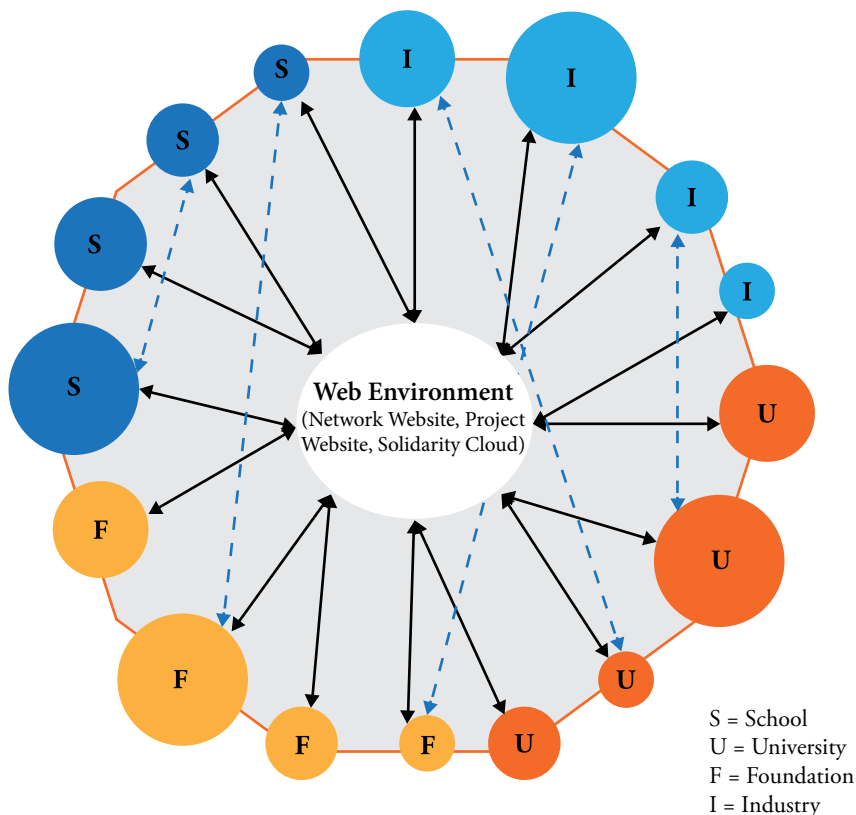 S
I
I
S
I
S
I
S
Web Environment
(Network Website, Project
Website, Solidarity Cloud)
U
F
U
F
U
F
F
U
S = School
U = University
F = Foundation
I = Industry